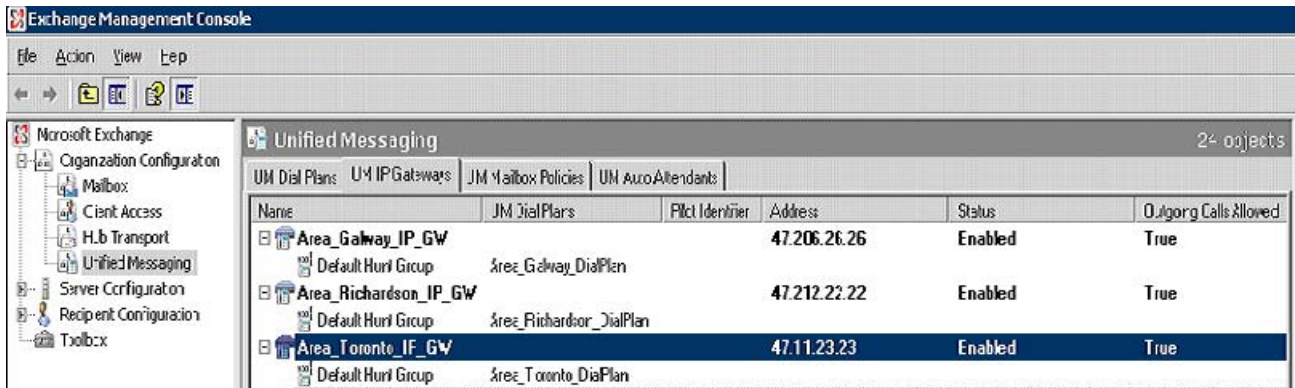 Exchange Management Console
File Action View Help
Microsoft Exchange
Organization Configuration
Mailbox
Client Access
Hub Transport
Unified Messaging
Server Configuration
Recipient Configuration
Toolbox
Unified Messaging 24 objects
UM Dial Plans UM IP Gateways UM Mailbox Policies UM Auto Attendants
Name UM Dial Plans Pilot Identifier Address Status Outgoing Calls Allowed
Area_Galway_IP_GW 47.206.26.26 Enabled True
Default Hunt Group Area_Galway_DialPlan
Area_Richardson_IP_GW 47.212.22.22 Enabled True
Default Hunt Group Area_Richardson_DialPlan
Area_Toronto_IP_GW 47.11.23.23 Enabled True
Default Hunt Group Area_Toronto_DialPlan